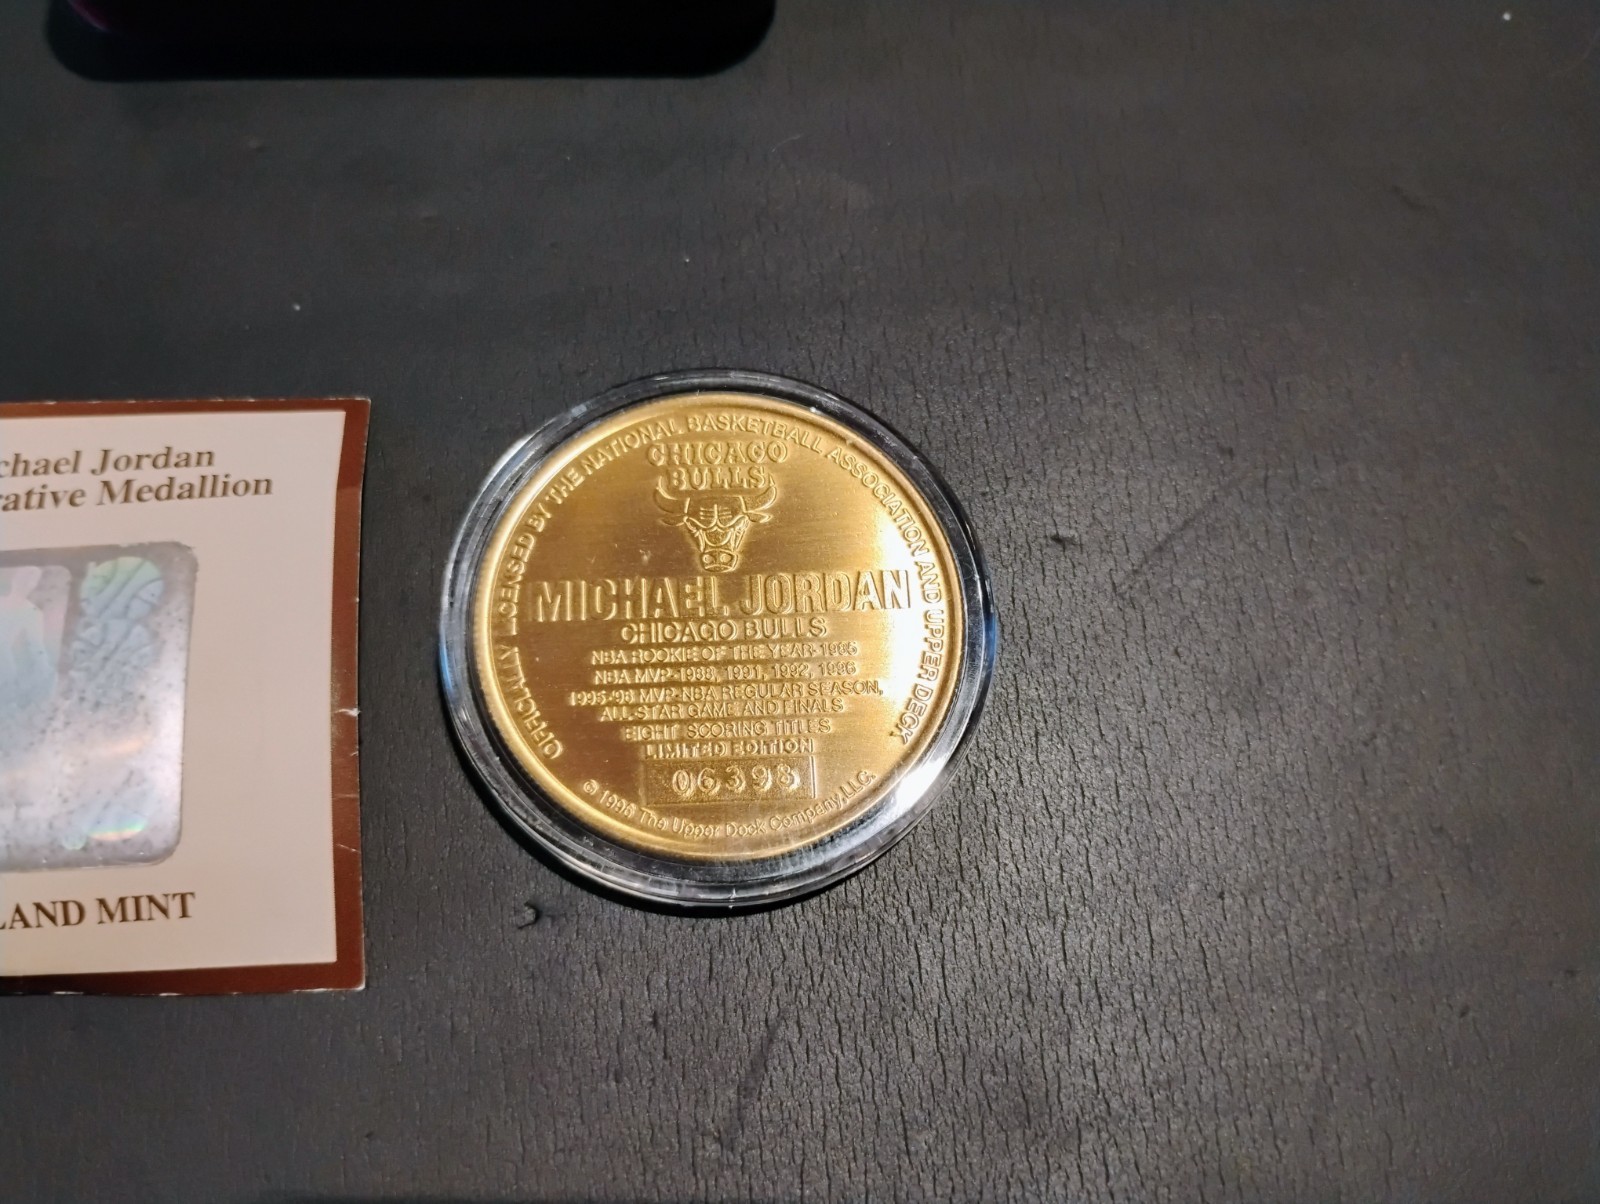 chael Jordan
rative Medallion
LAND MINT
OFFICIALLY LICENSED BY THE NATIONAL BASKETBALL ASSOCIATION AND UPPER DECK
CHICAGO
BULLS
MICHAEL JORDAN
CHICAGO BULLS
NBA ROOKIE OF THE YEAR-1985
NBA MVP-1988, 1991, 1992, 1996
1995-96 MVP-NBA REGULAR SEASON,
ALL-STAR GAME AND FINALS
EIGHT SCORING TITLES
LIMITED EDITION
06398
© 1996 The Upper Deck Company, LLC.